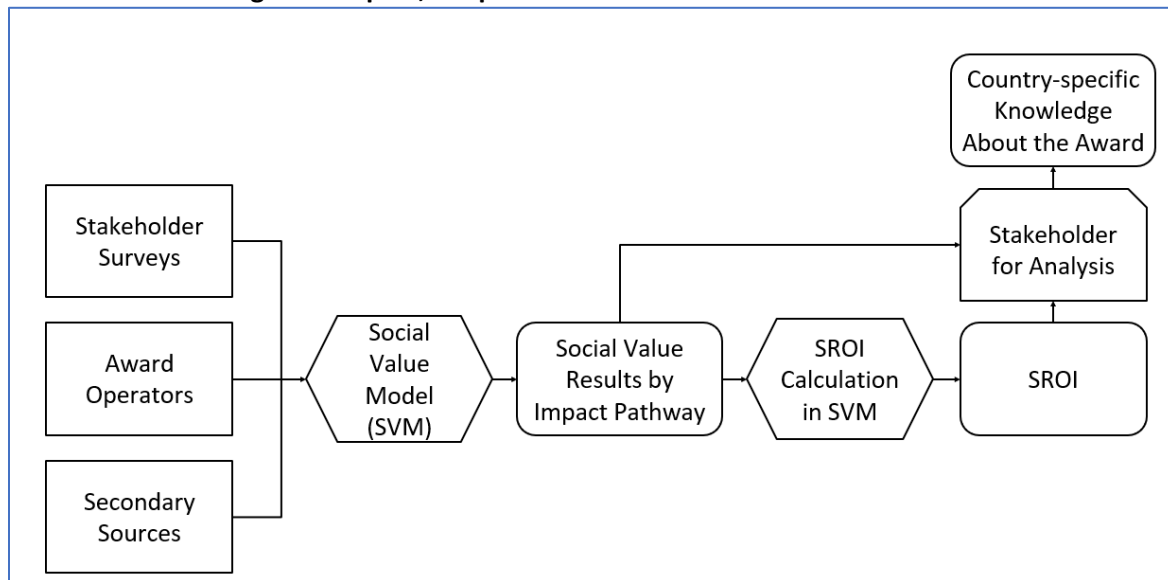 Country-specific
Knowledge
About the Award
Stakeholder
Surveys
Stakeholder
for Analysis
Award
Operators
Social
Value
Model
(SVM)
Social Value
Results by
Impact Pathway
SROI
Calculation
in SVM
SROI
Secondary
Sources